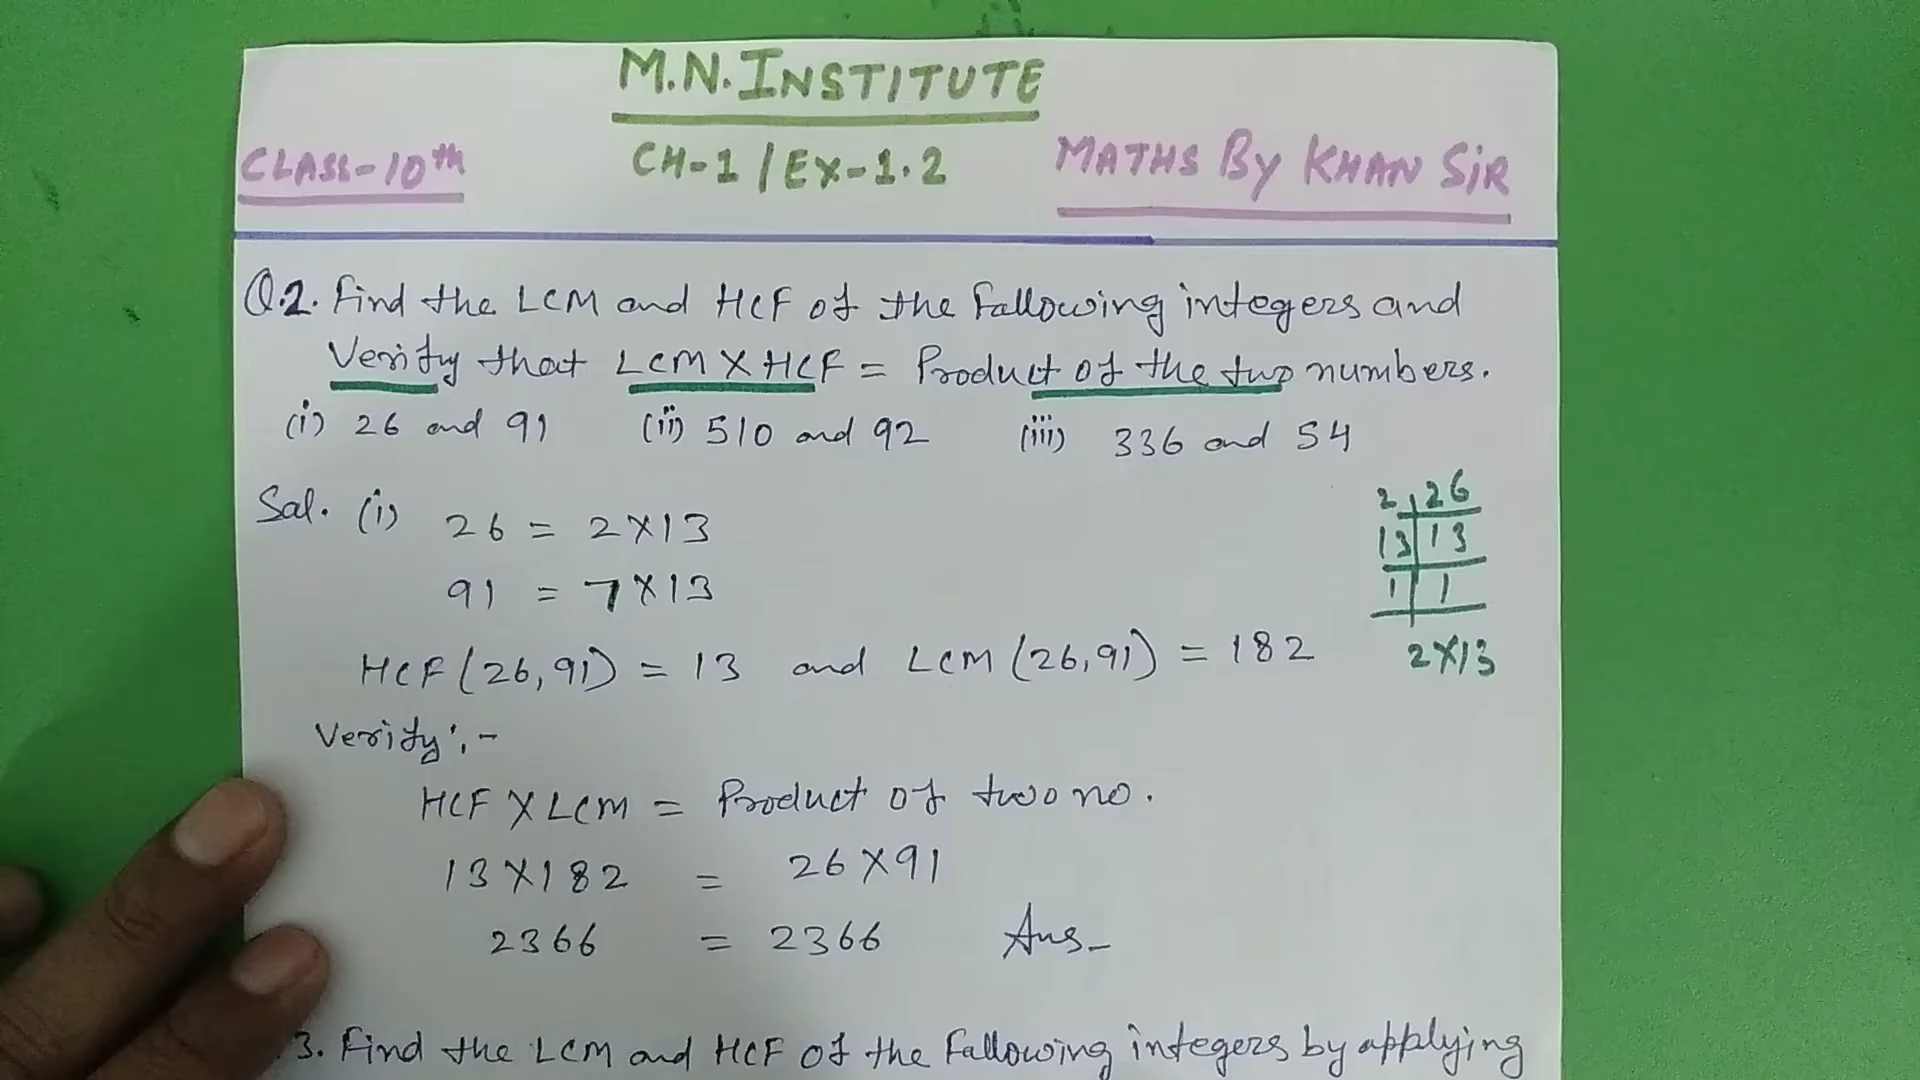 M.N. INSTITUTE
CLASS-10th CH-1 / EX-1.2 MATHS By KHAN SiR
Q.2. Find the LCM and HCF of the Fallowing integers and
Verify that LCM X HCF = Product of the two numbers.
(i) 26 and 91 (ii) 510 and 92 (iii) 336 and 54
Sal. (i) 26 = 2X13
91 = 7X13
HCF (26,91) = 13 and LCM (26,91) = 182
Verify:-
HCF X LCM = Product of two no.
13 X 182 = 26 X 91
2366 = 2366 Ans-
2 26
13 13
1 1
2X13
3. Find the LCM and HCF of the Fallowing integers by applying